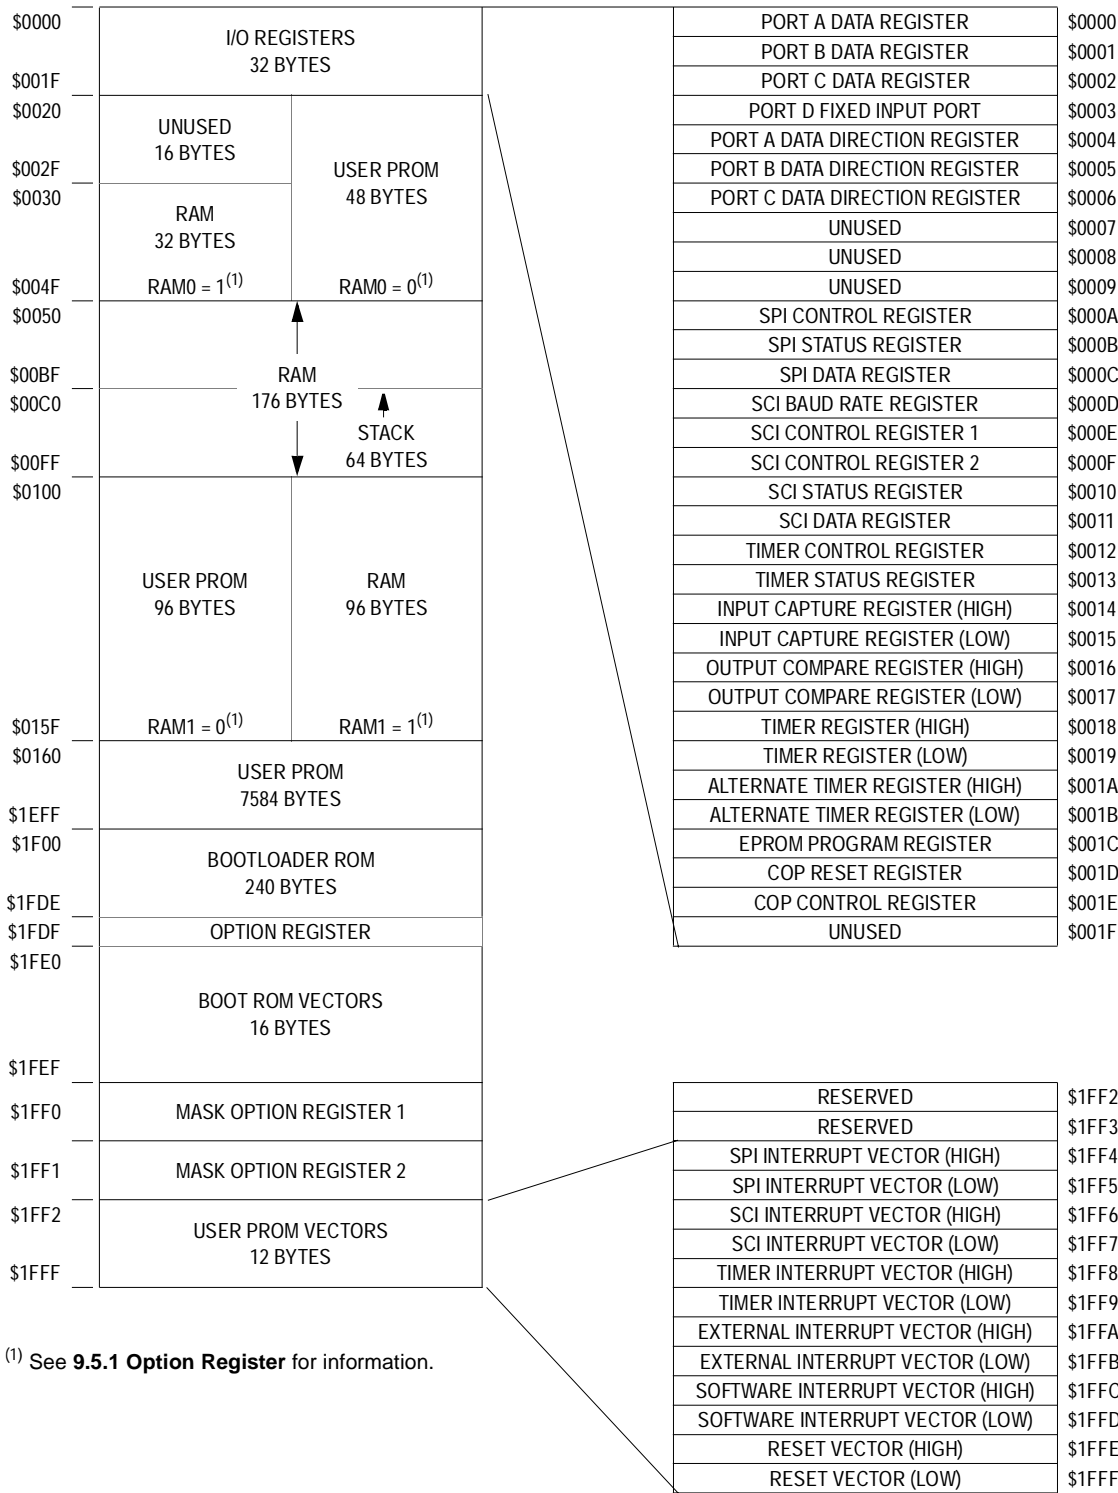 $0000
I/O REGISTERS
32 BYTES
$001F
$0020
UNUSED
16 BYTES
$002F
USER PROM
48 BYTES
$0030
RAM
32 BYTES
$004F
RAM0 = 1(1)
RAM0 = 0(1)
$0050
$00BF
RAM
176 BYTES
$00C0
STACK
64 BYTES
$00FF
$0100
USER PROM
96 BYTES
RAM
96 BYTES
$015F
RAM1 = 0(1)
RAM1 = 1(1)
$0160
USER PROM
7584 BYTES
$1EFF
$1F00
BOOTLOADER ROM
240 BYTES
$1FDE
$1FDF
OPTION REGISTER
$1FE0
BOOT ROM VECTORS
16 BYTES
$1FEF
$1FF0
MASK OPTION REGISTER 1
$1FF1
MASK OPTION REGISTER 2
$1FF2
USER PROM VECTORS
12 BYTES
$1FFF
(1) See 9.5.1 Option Register for information.
PORT A DATA REGISTER $0000
PORT B DATA REGISTER $0001
PORT C DATA REGISTER $0002
PORT D FIXED INPUT PORT $0003
PORT A DATA DIRECTION REGISTER $0004
PORT B DATA DIRECTION REGISTER $0005
PORT C DATA DIRECTION REGISTER $0006
UNUSED $0007
UNUSED $0008
UNUSED $0009
SPI CONTROL REGISTER $000A
SPI STATUS REGISTER $000B
SPI DATA REGISTER $000C
SCI BAUD RATE REGISTER $000D
SCI CONTROL REGISTER 1 $000E
SCI CONTROL REGISTER 2 $000F
SCI STATUS REGISTER $0010
SCI DATA REGISTER $0011
TIMER CONTROL REGISTER $0012
TIMER STATUS REGISTER $0013
INPUT CAPTURE REGISTER (HIGH) $0014
INPUT CAPTURE REGISTER (LOW) $0015
OUTPUT COMPARE REGISTER (HIGH) $0016
OUTPUT COMPARE REGISTER (LOW) $0017
TIMER REGISTER (HIGH) $0018
TIMER REGISTER (LOW) $0019
ALTERNATE TIMER REGISTER (HIGH) $001A
ALTERNATE TIMER REGISTER (LOW) $001B
EPROM PROGRAM REGISTER $001C
COP RESET REGISTER $001D
COP CONTROL REGISTER $001E
UNUSED $001F
RESERVED $1FF2
RESERVED $1FF3
SPI INTERRUPT VECTOR (HIGH) $1FF4
SPI INTERRUPT VECTOR (LOW) $1FF5
SCI INTERRUPT VECTOR (HIGH) $1FF6
SCI INTERRUPT VECTOR (LOW) $1FF7
TIMER INTERRUPT VECTOR (HIGH) $1FF8
TIMER INTERRUPT VECTOR (LOW) $1FF9
EXTERNAL INTERRUPT VECTOR (HIGH) $1FFA
EXTERNAL INTERRUPT VECTOR (LOW) $1FFB
SOFTWARE INTERRUPT VECTOR (HIGH) $1FFC
SOFTWARE INTERRUPT VECTOR (LOW) $1FFD
RESET VECTOR (HIGH) $1FFE
RESET VECTOR (LOW) $1FFF